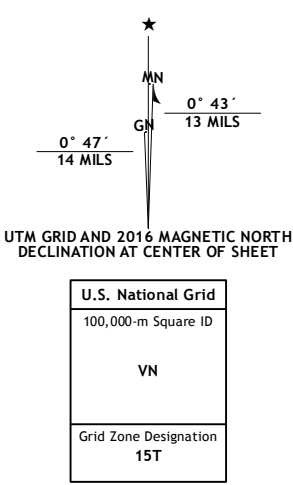 ★
MN
0° 43´
13 MILS
GN
0° 47´
14 MILS
UTM GRID AND 2016 MAGNETIC NORTH
DECLINATION AT CENTER OF SHEET
U.S. National Grid
100,000-m Square ID
VN
Grid Zone Designation
15T